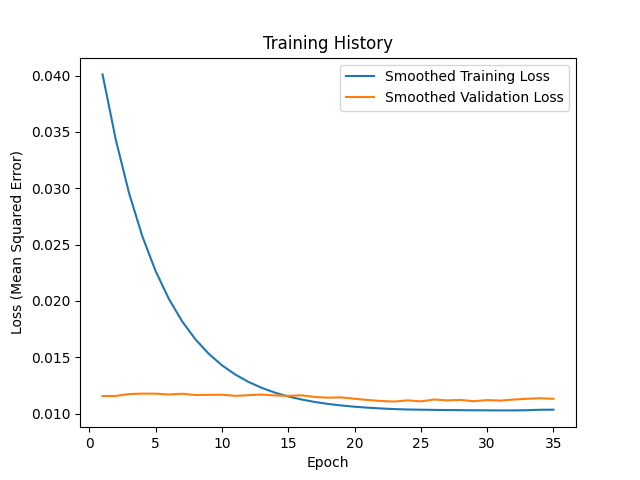 Training History
Smoothed Training Loss
Smoothed Validation Loss
Loss (Mean Squared Error)
0.040
0.035
0.030
0.025
0.020
0.015
0.010
0 5 10 15 20 25 30 35
Epoch